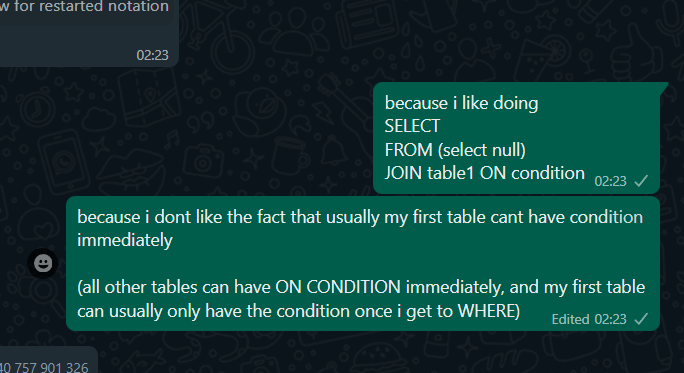 w for restarted notation
02:23
because i like doing
SELECT
FROM (select null)
JOIN table1 ON condition
02:23
because i dont like the fact that usually my first table cant have condition
immediately
(all other tables can have ON CONDITION immediately, and my first table
can usually only have the condition once i get to WHERE)
Edited 02:23
40 757 901 326